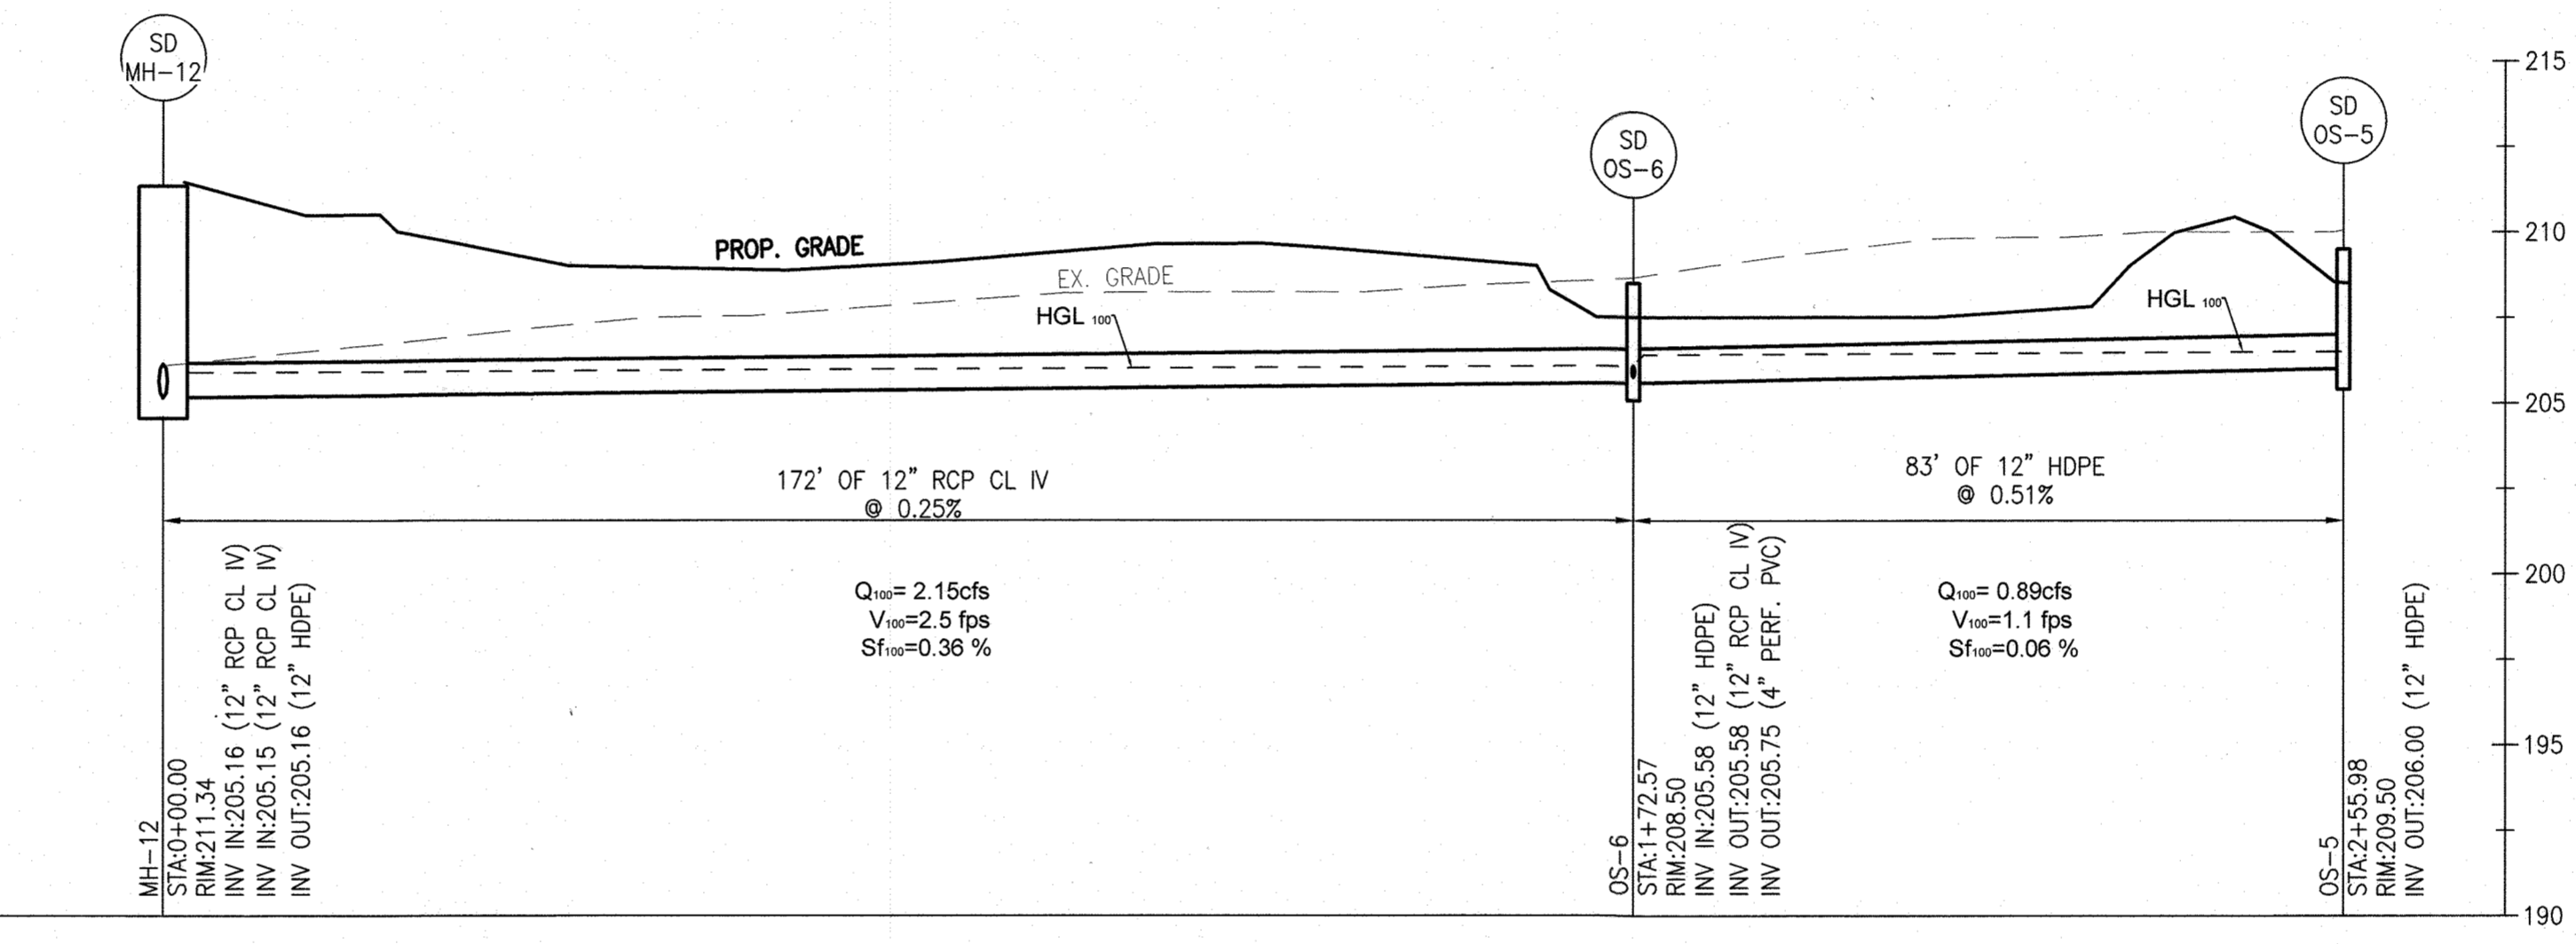 SD
MH-12
SD
OS-6
SD
OS-5
215
210
205
200
195
190
PROP. GRADE
EX. GRADE
HGL 100
HGL 100
172' OF 12" RCP CL IV
@ 0.25%
83' OF 12" HDPE
@ 0.51%
Q100= 2.15cfs
V100=2.5 fps
Sf100=0.36 %
Q100= 0.89cfs
V100=1.1 fps
Sf100=0.06 %
MH-12
STA:0+00.00
RIM:211.34
INV IN:205.16 (12" RCP CL IV)
INV IN:205.15 (12" RCP CL IV)
INV OUT:205.16 (12" HDPE)
OS-6
STA:1+72.57
RIM:208.50
INV IN:205.58 (12" HDPE)
INV OUT:205.58 (12" RCP CL IV)
INV OUT:205.75 (4" PERF. PVC)
OS-5
STA:2+55.98
RIM:209.50
INV OUT:206.00 (12" HDPE)